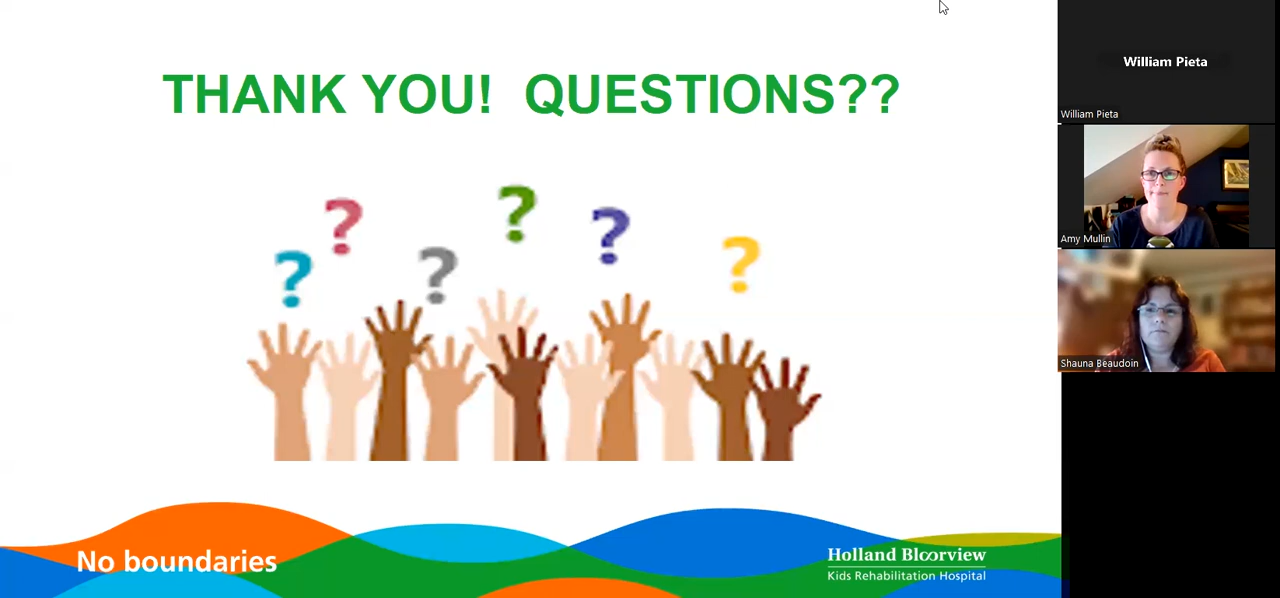 THANK YOU! QUESTIONS??
? ? ? ? ? ?
No boundaries
Holland Bloorview
Kids Rehabilitation Hospital
William Pieta
William Pieta
Amy Mullin
Shauna Beaudoin